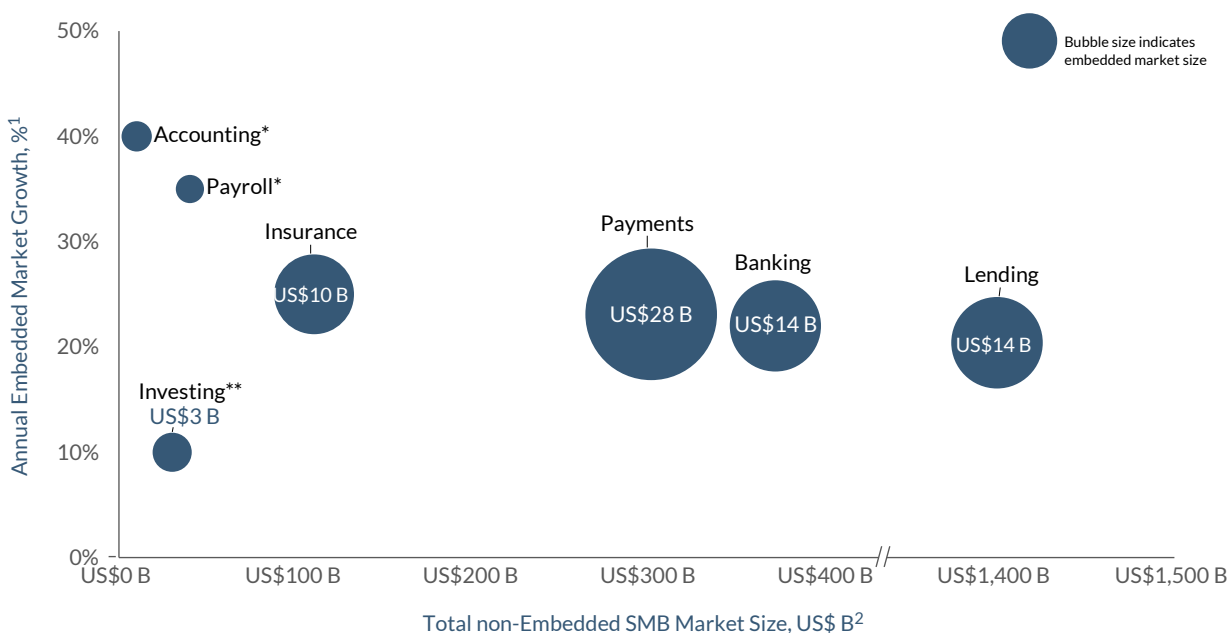 50%
Bubble size indicates
embedded market size
Annual Embedded Market Growth, %1
40%
Accounting*
Payroll*
30%
Insurance
Payments
Banking
Lending
US$10 B
US$28 B
US$14 B
US$14 B
20%
Investing**
US$3 B
10%
0%
US$0 B US$100 B US$200 B US$300 B US$400 B US$1,400 B US$1,500 B
Total non-Embedded SMB Market Size, US$ B2